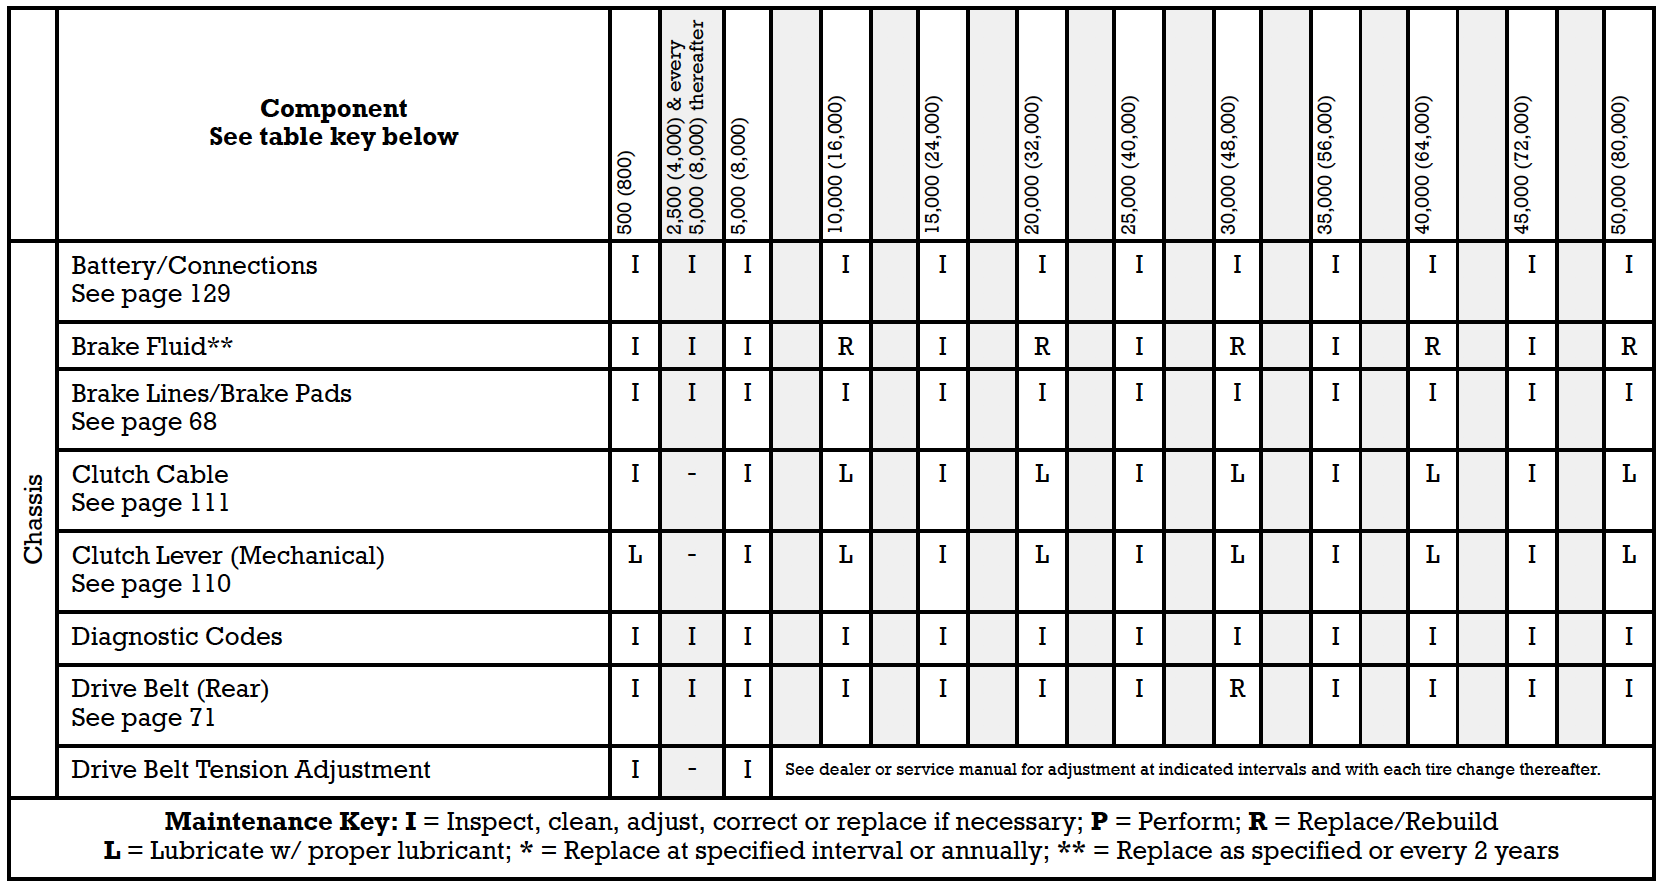 Component
See table key below
500 (800)
2,500 (4,000) & every
5,000 (8,000) thereafter
5,000 (8,000)
10,000 (16,000)
15,000 (24,000)
20,000 (32,000)
25,000 (40,000)
30,000 (48,000)
35,000 (56,000)
40,000 (64,000)
45,000 (72,000)
50,000 (80,000)
Chassis
Battery/Connections I I I I I I I I I I I I
See page 129
Brake Fluid** I I I R I R I R I R I R
Brake Lines/Brake Pads I I I I I I I I I I I I
See page 68
Clutch Cable I - I L I L I L I L I L
See page 111
Clutch Lever (Mechanical) L - I L I L I L I L I L
See page 110
Diagnostic Codes I I I I I I I I I I I I
Drive Belt (Rear) I I I I I I I R I I I I
See page 71
Drive Belt Tension Adjustment I - I See dealer or service manual for adjustment at indicated intervals and with each tire change thereafter.
Maintenance Key: I = Inspect, clean, adjust, correct or replace if necessary; P = Perform; R = Replace/Rebuild
L = Lubricate w/ proper lubricant; * = Replace at specified interval or annually; ** = Replace as specified or every 2 years